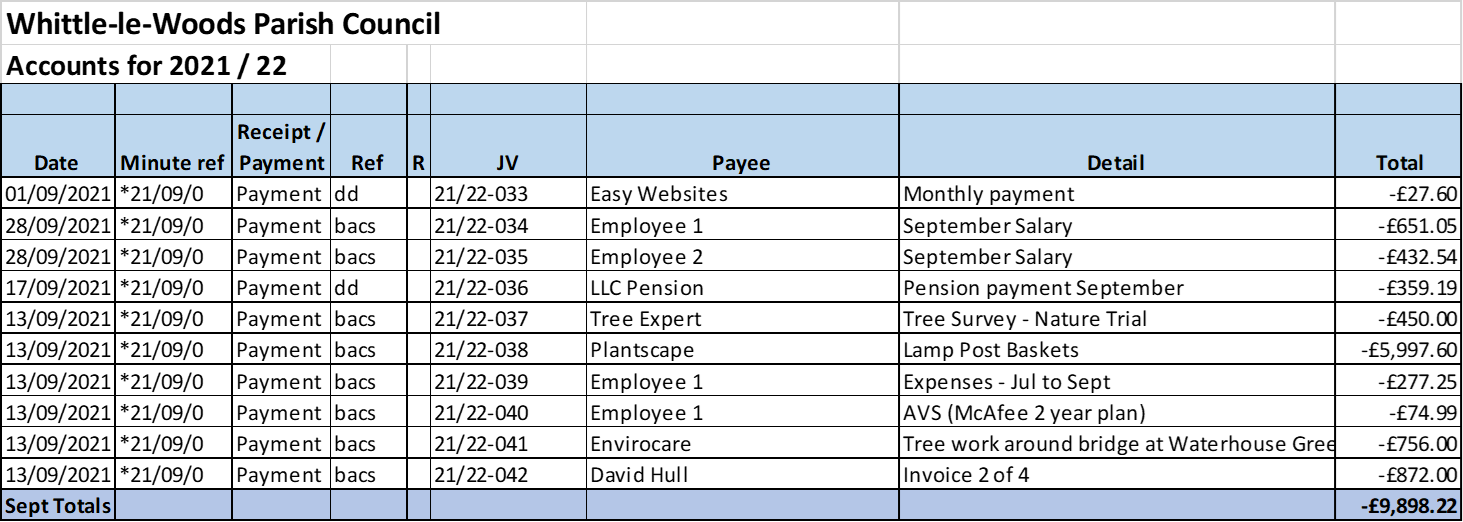 Whittle-le-Woods Parish Council
Accounts for 2021 / 22
Receipt /
Date Minute ref Payment Ref R JV Payee Detail Total
01/09/2021 *21/09/0 Payment dd 21/22-033 Easy Websites Monthly payment -£27.60
28/09/2021 *21/09/0 Payment bacs 21/22-034 Employee 1 September Salary -£651.05
28/09/2021 *21/09/0 Payment bacs 21/22-035 Employee 2 September Salary -£432.54
17/09/2021 *21/09/0 Payment dd 21/22-036 LLC Pension Pension payment September -£359.19
13/09/2021 *21/09/0 Payment bacs 21/22-037 Tree Expert Tree Survey - Nature Trial -£450.00
13/09/2021 *21/09/0 Payment bacs 21/22-038 Plantscape Lamp Post Baskets -£5,997.60
13/09/2021 *21/09/0 Payment bacs 21/22-039 Employee 1 Expenses - Jul to Sept -£277.25
13/09/2021 *21/09/0 Payment bacs 21/22-040 Employee 1 AVS (McAfee 2 year plan) -£74.99
13/09/2021 *21/09/0 Payment bacs 21/22-041 Envirocare Tree work around bridge at Waterhouse Gree -£756.00
13/09/2021 *21/09/0 Payment bacs 21/22-042 David Hull Invoice 2 of 4 -£872.00
Sept Totals -£9,898.22